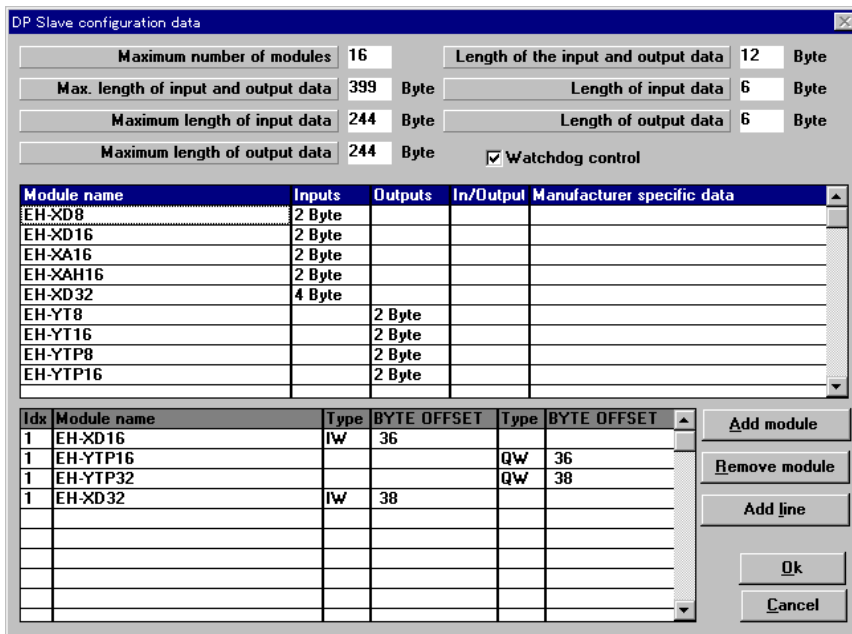 DP Slave configuration data
Maximum number of modules 16 Length of the input and output data 12 Byte
Max. length of input and output data 399 Byte Length of input data 6 Byte
Maximum length of input data 244 Byte Length of output data 6 Byte
Maximum length of output data 244 Byte Watchdog control
Module name Inputs Outputs In/Output Manufacturer specific data
EH-XD8 2 Byte
EH-XD16 2 Byte
EH-XA16 2 Byte
EH-XAH16 2 Byte
EH-XD32 4 Byte
EH-YT8 2 Byte
EH-YT16 2 Byte
EH-YTP8 2 Byte
EH-YTP16 2 Byte
Idx Module name Type BYTE OFFSET Type BYTE OFFSET
1 EH-XD16 IW 36
1 EH-YTP16 QW 36
1 EH-YTP32 QW 38
1 EH-XD32 IW 38
Add module
Remove module
Add line
Ok
Cancel